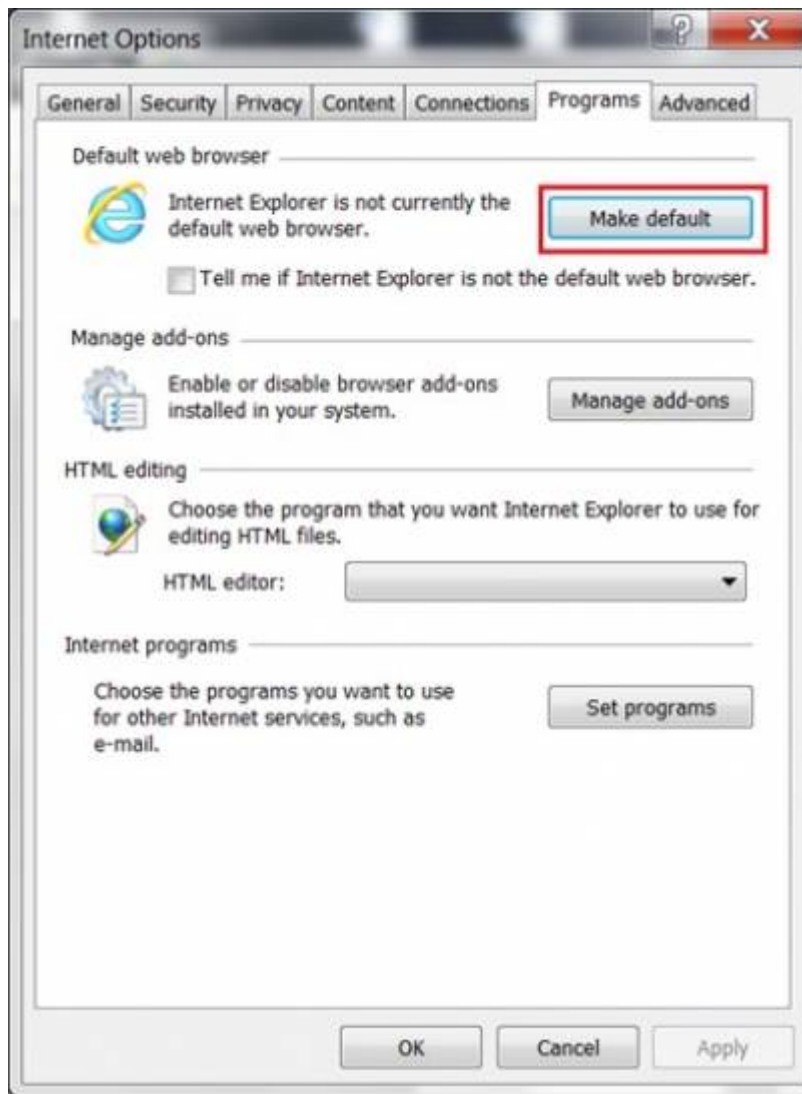 Internet Options
General Security Privacy Content Connections Programs Advanced
Default web browser
Internet Explorer is not currently the
default web browser.
Make default
Tell me if Internet Explorer is not the default web browser.
Manage add-ons
Enable or disable browser add-ons
installed in your system.
Manage add-ons
HTML editing
Choose the program that you want Internet Explorer to use for
editing HTML files.
HTML editor:
Internet programs
Choose the programs you want to use
for other Internet services, such as
e-mail.
Set programs
OK Cancel Apply